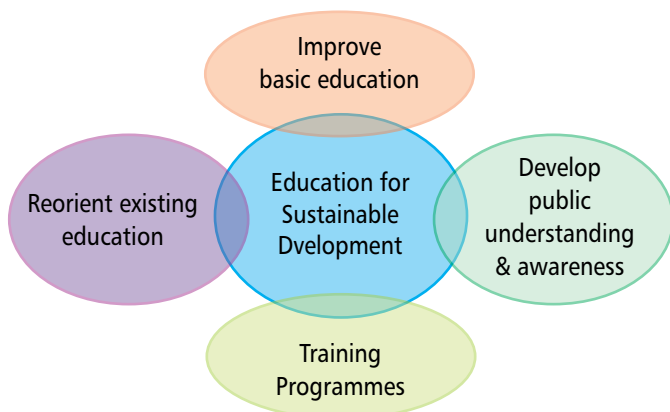 Improve
basic education
Reorient existing
education
Education for
Sustainable
Dvelopment
Develop
public
understanding
& awareness
Training
Programmes